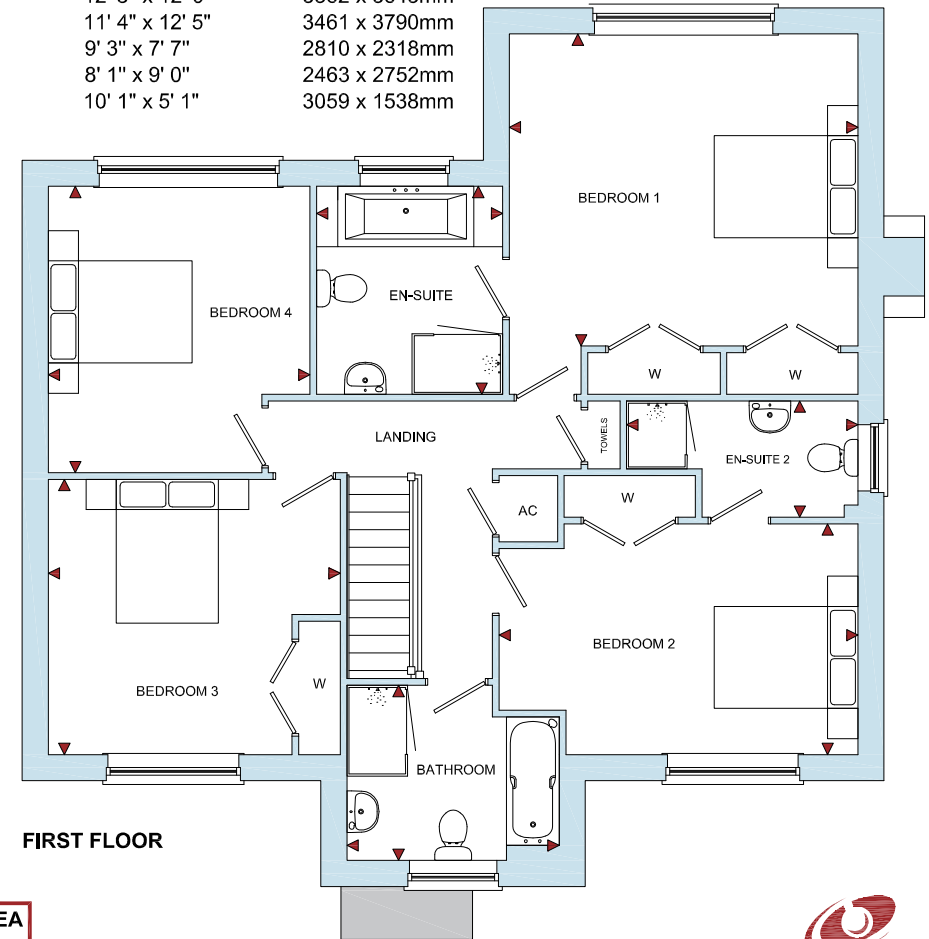 11' 4" x 12' 5" 3461 x 3790mm
9' 3" x 7' 7" 2810 x 2318mm
8' 1" x 9' 0" 2463 x 2752mm
10' 1" x 5' 1" 3059 x 1538mm
BEDROOM 1
EN-SUITE
BEDROOM 4
W
W
LANDING
TOWELS
EN-SUITE 2
W
AC
BEDROOM 2
W
BEDROOM 3
BATHROOM
FIRST FLOOR
EA